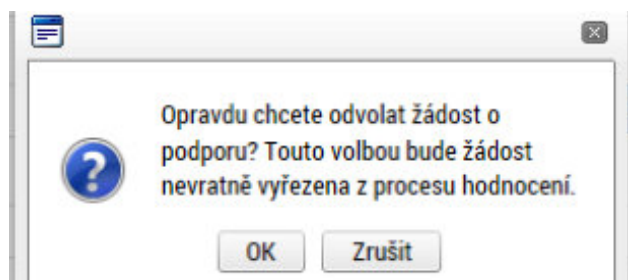 Opravdu chcete odvolat žádost o
podporu? Touto volbou bude žádost
nevratně vyřezena z procesu hodnocení.
OK Zrušit